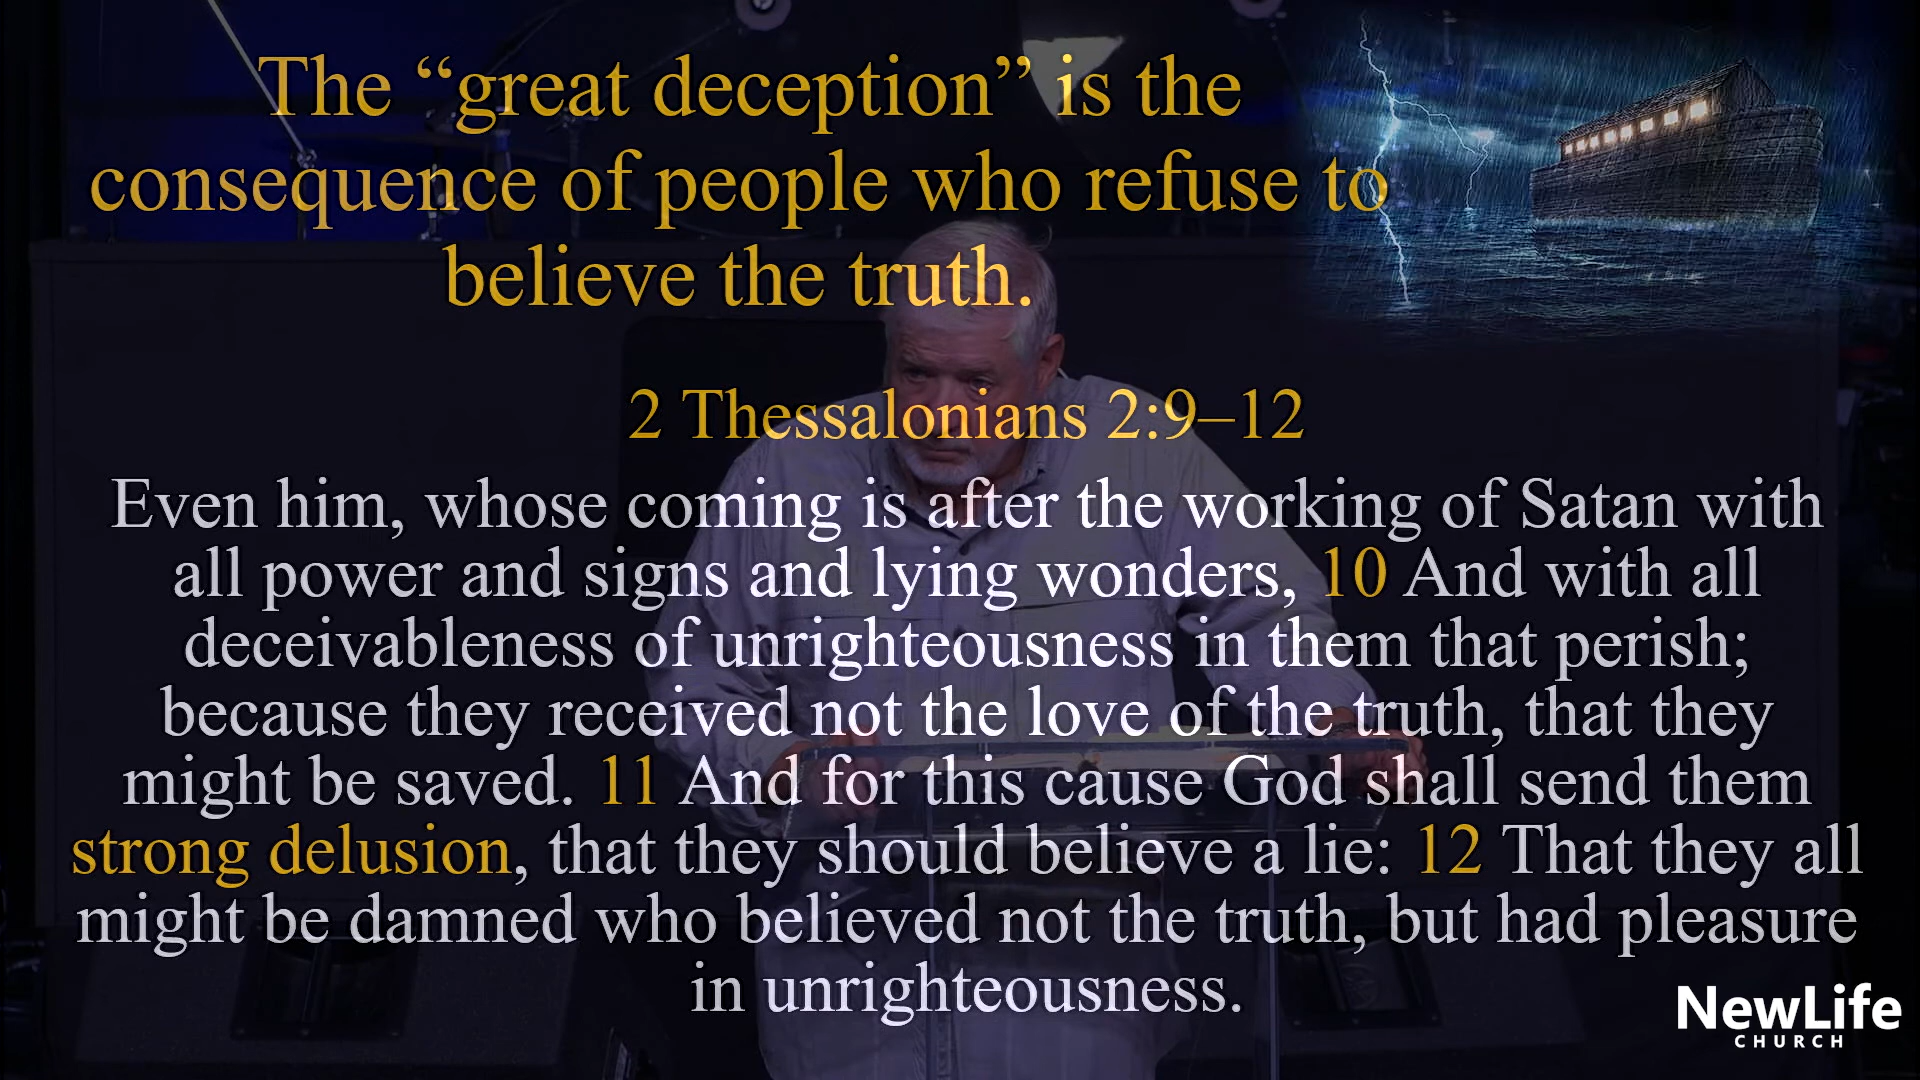 The “great deception” is the
consequence of people who refuse to
believe the truth.
2 Thessalonians 2:9–12
Even him, whose coming is after the working of Satan with
all power and signs and lying wonders, 10 And with all
deceivableness of unrighteousness in them that perish;
because they received not the love of the truth, that they
might be saved. 11 And for this cause God shall send them
strong delusion, that they should believe a lie: 12 That they all
might be damned who believed not the truth, but had pleasure
in unrighteousness.
NewLife
CHURCH